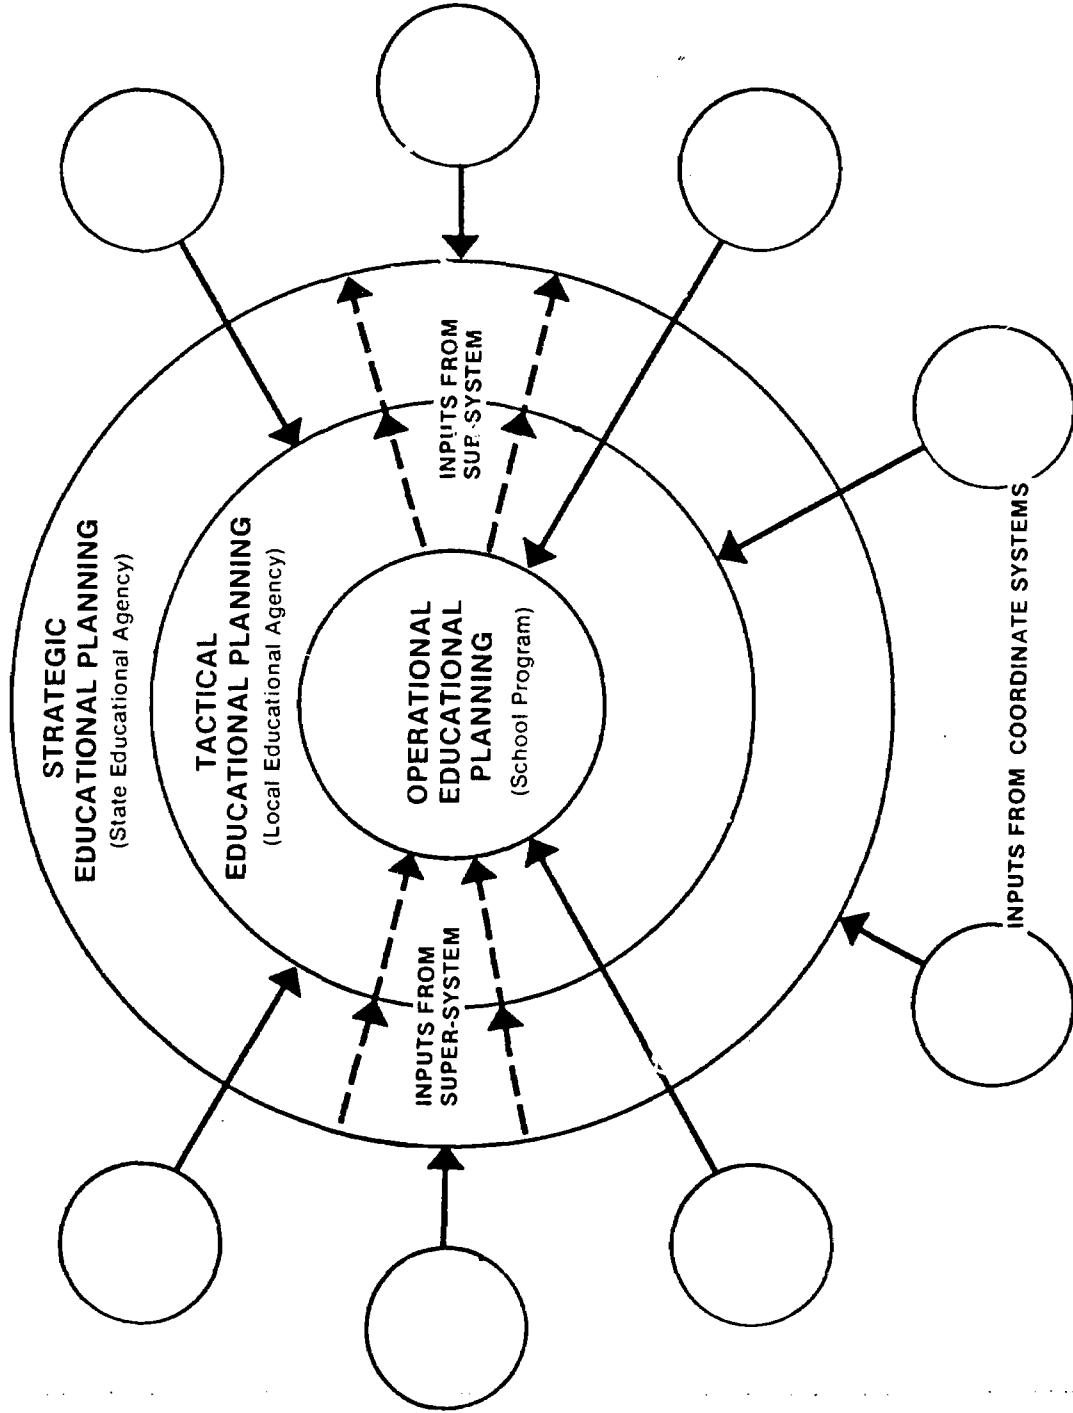 STRATEGIC
EDUCATIONAL PLANNING
(State Educational Agency)
TACTICAL
EDUCATIONAL PLANNING
(Local Educational Agency)
INPUTS FROM
SUPER-SYSTEM
OPERATIONAL
EDUCATIONAL
PLANNING
(School Program)
INPUTS FROM
SUB-SYSTEM
INPUTS FROM COORDINATE SYSTEMS